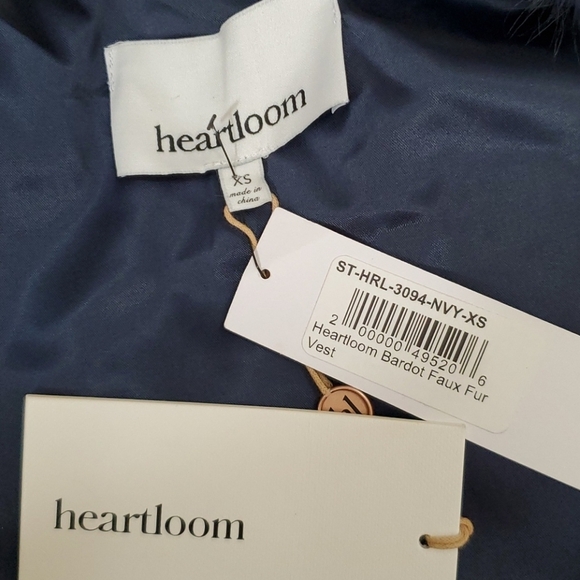 heartloom
XS
made in
china
ST-HRL-3094-NVY-XS
2 00000 49520 6
Heartloom Bardot Faux Fur
Vest
heartloom